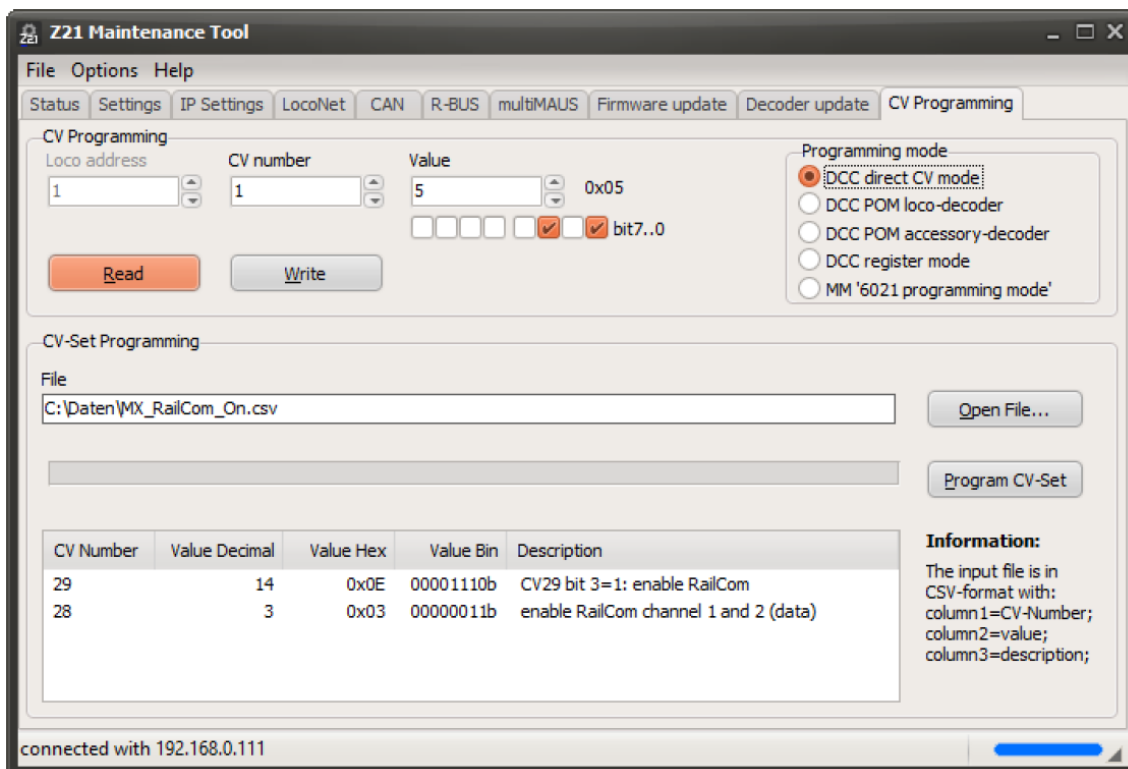 Z21 Z21 Maintenance Tool
File Options Help
Status Settings IP Settings LocoNet CAN R-BUS multiMAUS Firmware update Decoder update CV Programming
CV Programming
Loco address CV number Value
1 1 5 0x05
bit7..0
Read Write
Programming mode
DCC direct CV mode
DCC POM loco-decoder
DCC POM accessory-decoder
DCC register mode
MM '6021 programming mode'
CV-Set Programming
File
C:\Daten\MX_RailCom_On.csv
Open File...
Program CV-Set
CV Number Value Decimal Value Hex Value Bin Description
29 14 0x0E 00001110b CV29 bit 3=1: enable RailCom
28 3 0x03 00000011b enable RailCom channel 1 and 2 (data)
Information:
The input file is in
CSV-format with:
column1=CV-Number;
column2=value;
column3=description;
connected with 192.168.0.111